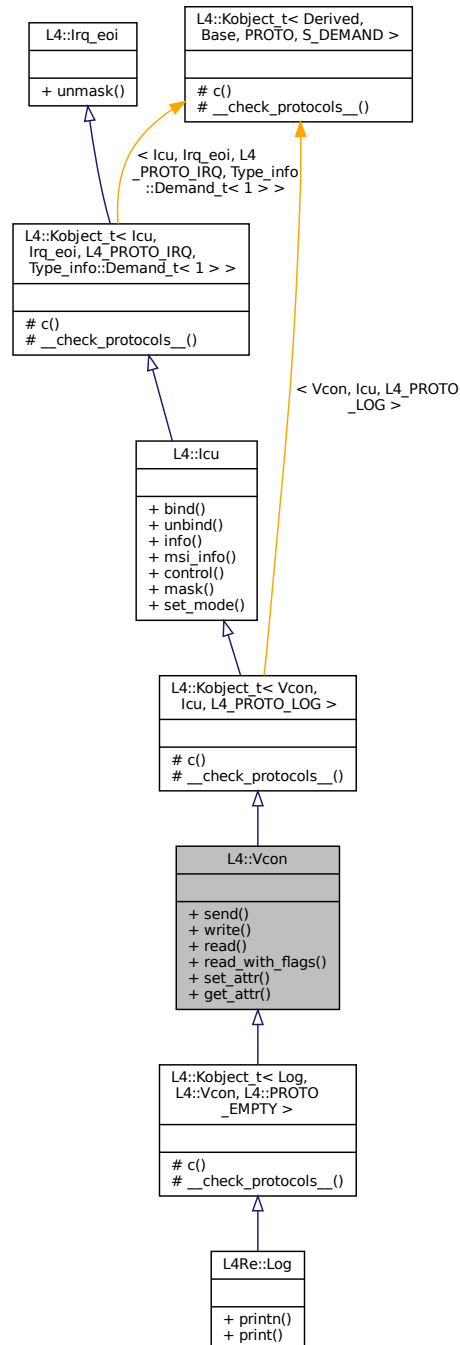 L4::Irq_eoi
+ unmask()
L4::Kobject_t< Derived,
Base, PROTO, S_DEMAND >
# c()
# __check_protocols__()
< Icu, Irq_eoi, L4
_PROTO_IRQ, Type_info
::Demand_t< 1 > >
L4::Kobject_t< Icu,
Irq_eoi, L4_PROTO_IRQ,
Type_info::Demand_t< 1 > >
# c()
# __check_protocols__()
< Vcon, Icu, L4_PROTO
_LOG >
L4::Icu
+ bind()
+ unbind()
+ info()
+ msi_info()
+ control()
+ mask()
+ set_mode()
L4::Kobject_t< Vcon,
Icu, L4_PROTO_LOG >
# c()
# __check_protocols__()
L4::Vcon
+ send()
+ write()
+ read()
+ read_with_flags()
+ set_attr()
+ get_attr()
L4::Kobject_t< Log,
L4::Vcon, L4::PROTO
_EMPTY >
# c()
# __check_protocols__()
L4Re::Log
+ printn()
+ print()